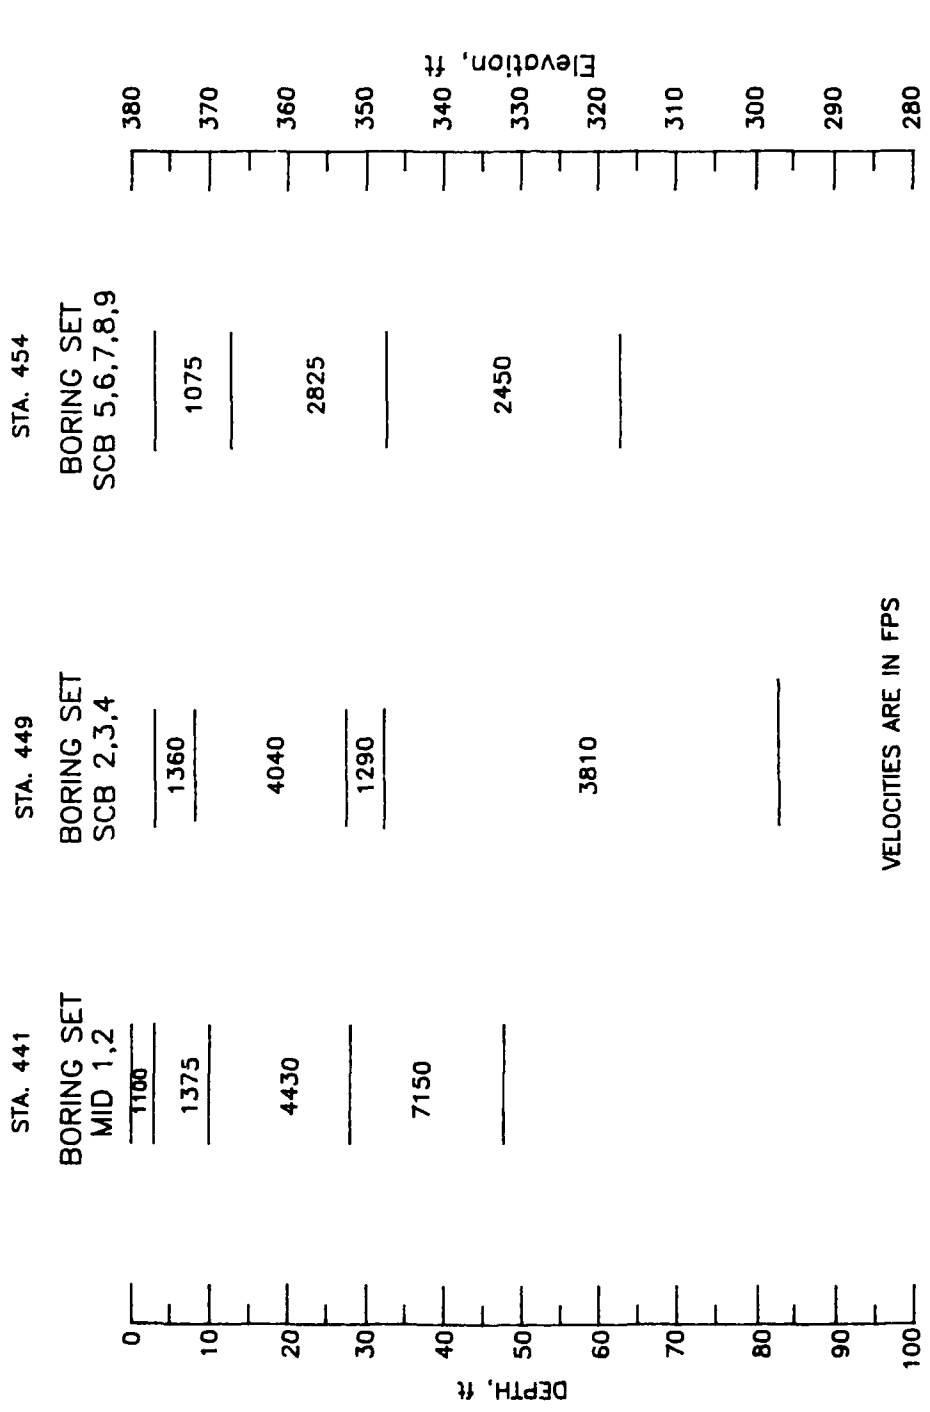 STA. 441
BORING SET
MID 1,2
1100
1375
4430
7150
STA. 449
BORING SET
SCB 2,3,4
1360
4040
1290
3810
STA. 454
BORING SET
SCB 5,6,7,8,9
1075
2825
2450
DEPTH, ft
0
10
20
30
40
50
60
70
80
90
100
Elevation, ft
380
370
360
350
340
330
320
310
300
290
280
VELOCITIES ARE IN FPS